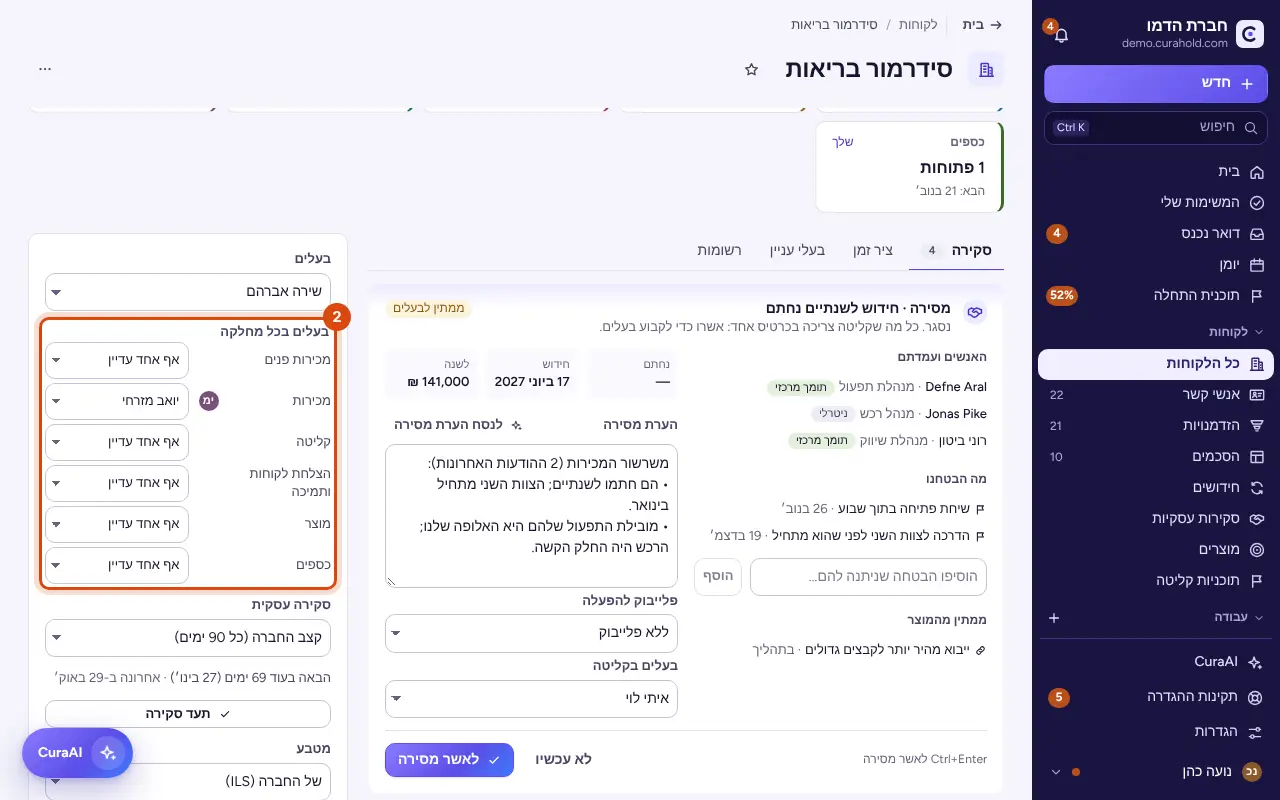 חברת הדמו
demo.curahold.com
4
חדש
חיפוש
Ctrl K
בית
המשימות שלי
דואר נכנס
4
יומן
תוכנית התחלה
52%
לקוחות
כל הלקוחות
אנשי קשר
22
הזדמנויות
21
הסכמים
10
חידושים
סקירות עסקיות
מוצרים
תוכניות קליטה
עבודה
CuraAI
תקינות ההגדרה
5
הגדרות
נכ
נועה כהן
בית
לקוחות / סידרמור בריאות
סידרמור בריאות
כספים
שלך
1 פתוחות
הבא: 21 בנוב׳
סקירה
4
ציר זמן
בעלי עניין
רשומות
מסירה · חידוש לשנתיים נחתם
ממתין לבעלים
נסגר. כל מה שקליטה צריכה בכרטיס אחד: אשרו כדי לקבוע בעלים.
האנשים ועמדתם
Defne Aral · מנהלת תפעול
תומך מרכזי
Jonas Pike · מנהל רכש
ניטרלי
רוני ביטון · מנהלת שיווק
תומך מרכזי
מה הבטחנו
שיחת פתיחה בתוך שבוע · 26 בנוב׳
הדרכה לצוות השני לפני שהוא מתחיל · 19 בדצמ׳
הוסיפו הבטחה שניתנה להם...
הוסף
ממתין מהמוצר
ייבוא מהיר יותר לקבצים גדולים · בתהליך
נחתם
—
חידוש
17 ביוני 2027
לשנה
141,000 ₪
הערת מסירה
לנסח הערת מסירה
משרשור המכירות (2 ההודעות האחרונות):
• הם חתמו לשנתיים; הצוות השני מתחיל
בינואר.
• מובילת התפעול שלהם היא האלופה שלנו;
הרכש היה החלק הקשה.
פלייבוק להפעלה
ללא פלייבוק
בעלים בקליטה
איתי לוי
Ctrl+Enter לאשר מסירה
לא עכשיו
לאשר מסירה
בעלים
שירה אברהם
2
בעלים בכל מחלקה
מכירות פנים
אף אחד עדיין
מכירות
ימ
יואב מזרחי
קליטה
אף אחד עדיין
הצלחת לקוחות
ותמיכה
אף אחד עדיין
מוצר
אף אחד עדיין
כספים
אף אחד עדיין
סקירה עסקית
קצב החברה (כל 90 ימים)
הבאה בעוד 69 ימים (27 בינו׳) · אחרונה ב-29 באוק׳
תעד סקירה
מטבע
של החברה (ILS)
CuraAI